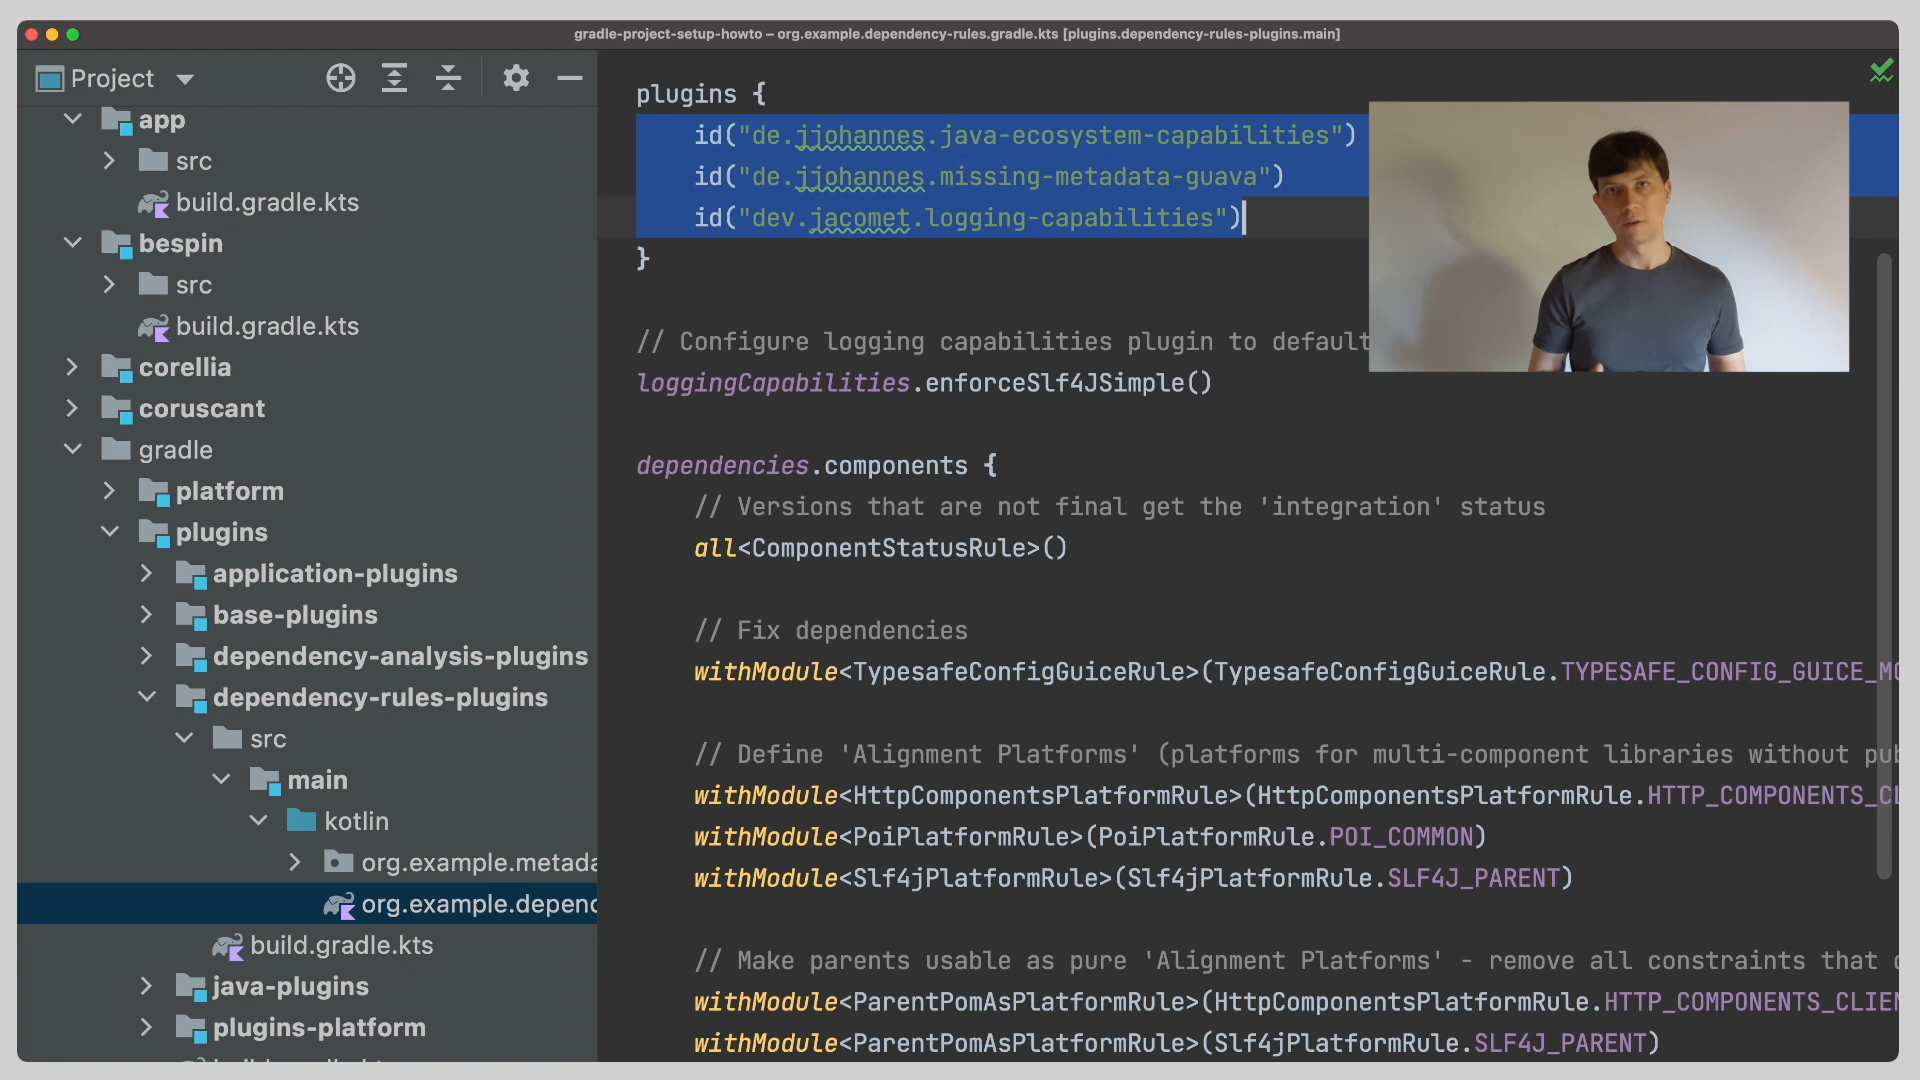 gradle-project-setup-howto – org.example.dependency-rules.gradle.kts [plugins.dependency-rules-plugins.main]
Project
app
src
build.gradle.kts
bespin
src
build.gradle.kts
corellia
coruscant
gradle
platform
plugins
application-plugins
base-plugins
dependency-analysis-plugins
dependency-rules-plugins
src
main
kotlin
org.example.metada
org.example.depend
build.gradle.kts
java-plugins
plugins-platform
plugins {
id("de.jjohannes.java-ecosystem-capabilities")
id("de.jjohannes.missing-metadata-guava")
id("dev.jacomet.logging-capabilities")
}
// Configure logging capabilities plugin to default
loggingCapabilities.enforceSlf4JSimple()
dependencies.components {
// Versions that are not final get the 'integration' status
all<ComponentStatusRule>()
// Fix dependencies
withModule<TypesafeConfigGuiceRule>(TypesafeConfigGuiceRule.TYPESAFE_CONFIG_GUICE_MO
// Define 'Alignment Platforms' (platforms for multi-component libraries without pub
withModule<HttpComponentsPlatformRule>(HttpComponentsPlatformRule.HTTP_COMPONENTS_CL
withModule<PoiPlatformRule>(PoiPlatformRule.POI_COMMON)
withModule<Slf4jPlatformRule>(Slf4jPlatformRule.SLF4J_PARENT)
// Make parents usable as pure 'Alignment Platforms' - remove all constraints that
withModule<ParentPomAsPlatformRule>(HttpComponentsPlatformRule.HTTP_COMPONENTS_CLIEN
withModule<ParentPomAsPlatformRule>(Slf4jPlatformRule.SLF4J_PARENT)